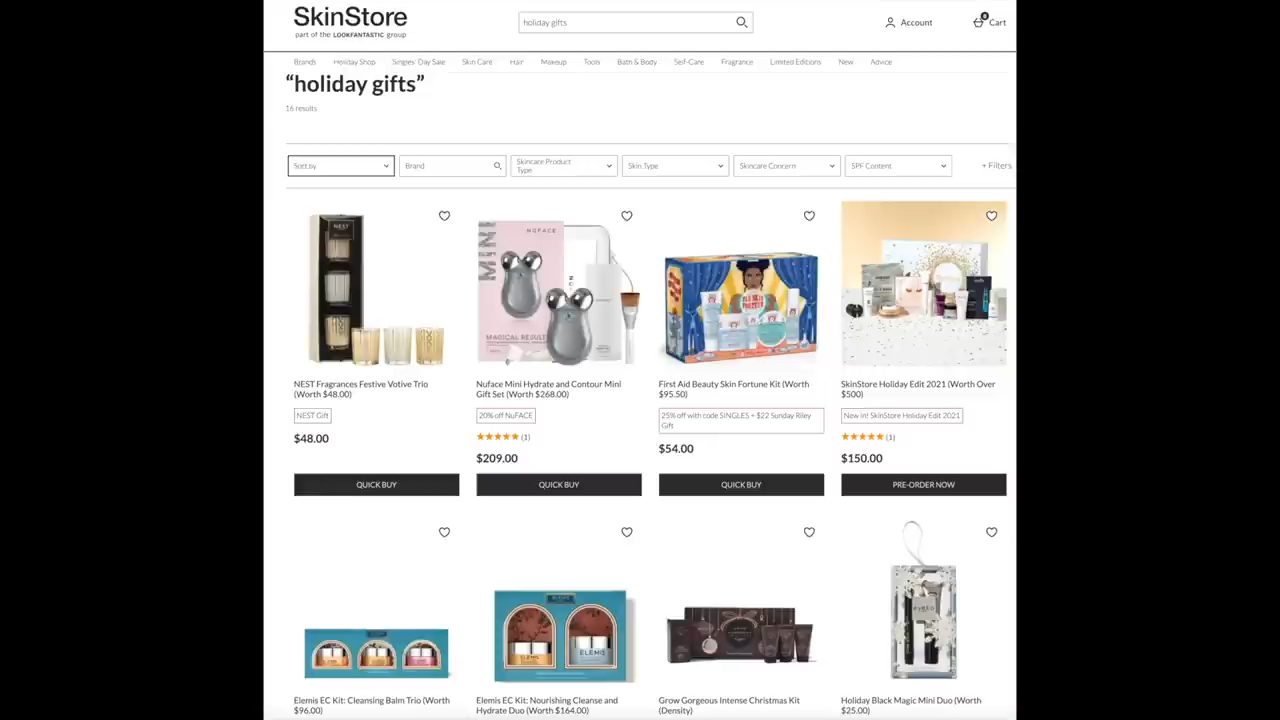 SkinStore
part of the LOOKFANTASTIC group
holiday gifts
Account
0
Cart
Brands Holiday Shop Singles' Day Sale Skin Care Hair Makeup Tools Bath & Body Self-Care Fragrance Limited Editions New Advice
“holiday gifts”
16 results
Sort by
Brand
Skincare Product
Type
Skin Type
Skincare Concern
SPF Content
+ Filters
NEST
MINI
NUFACE
MAGICAL RESULTS
NEST Fragrances Festive Votive Trio
(Worth $48.00)
NEST Gift
$48.00
QUICK BUY
Nuface Mini Hydrate and Contour Mini
Gift Set (Worth $268.00)
20% off NuFACE
(1)
$209.00
QUICK BUY
First Aid Beauty Skin Fortune Kit (Worth
$95.50)
25% off with code SINGLES + $22 Sunday Riley
Gift
$54.00
QUICK BUY
SkinStore Holiday Edit 2021 (Worth Over
$500)
New in! SkinStore Holiday Edit 2021
(1)
$150.00
PRE-ORDER NOW
ELEMIS
Elemis EC Kit: Cleansing Balm Trio (Worth
$96.00)
Elemis EC Kit: Nourishing Cleanse and
Hydrate Duo (Worth $164.00)
Grow Gorgeous Intense Christmas Kit
(Density)
Holiday Black Magic Mini Duo (Worth
$25.00)